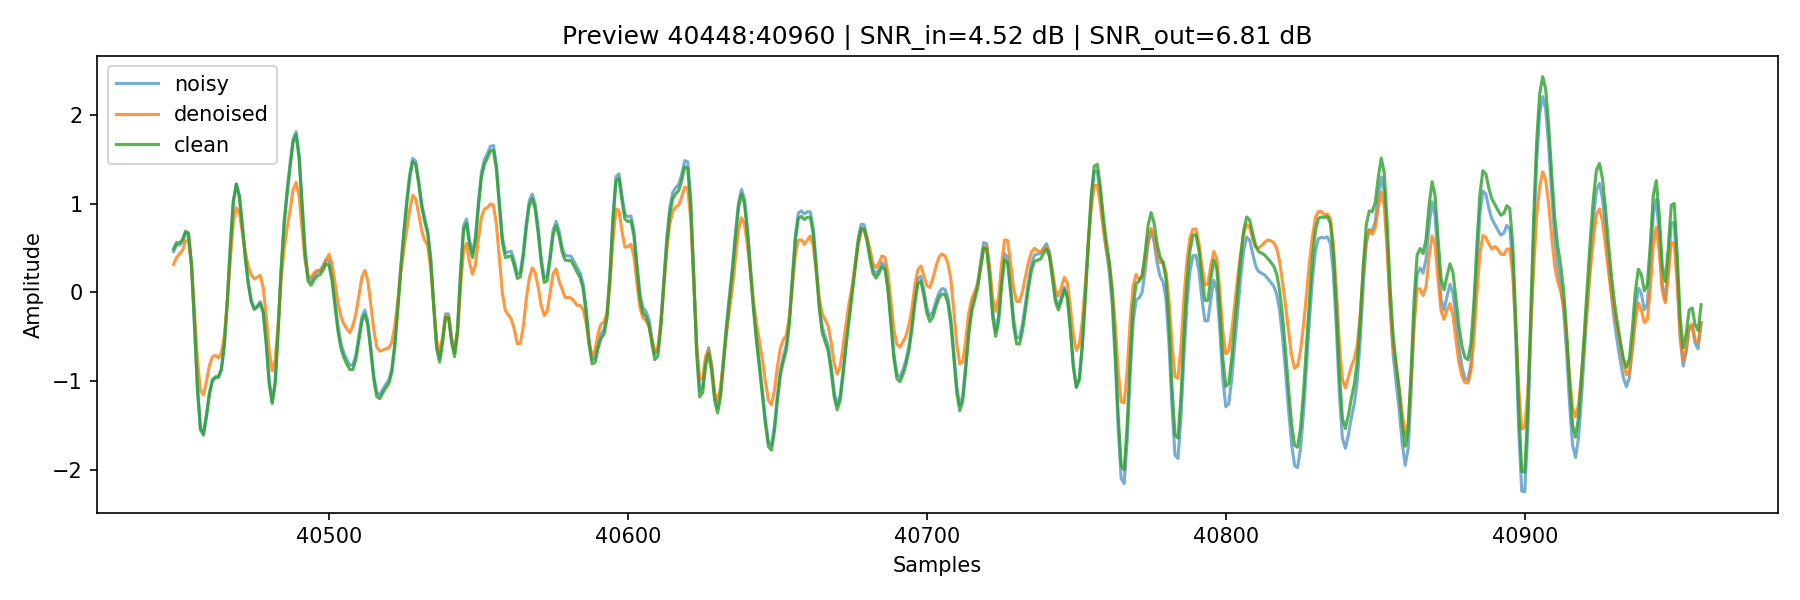 Preview 40448:40960 | SNR_in=4.52 dB | SNR_out=6.81 dB
noisy
denoised
clean
Amplitude
2
1
0
−1
−2
40500 40600 40700 40800 40900
Samples